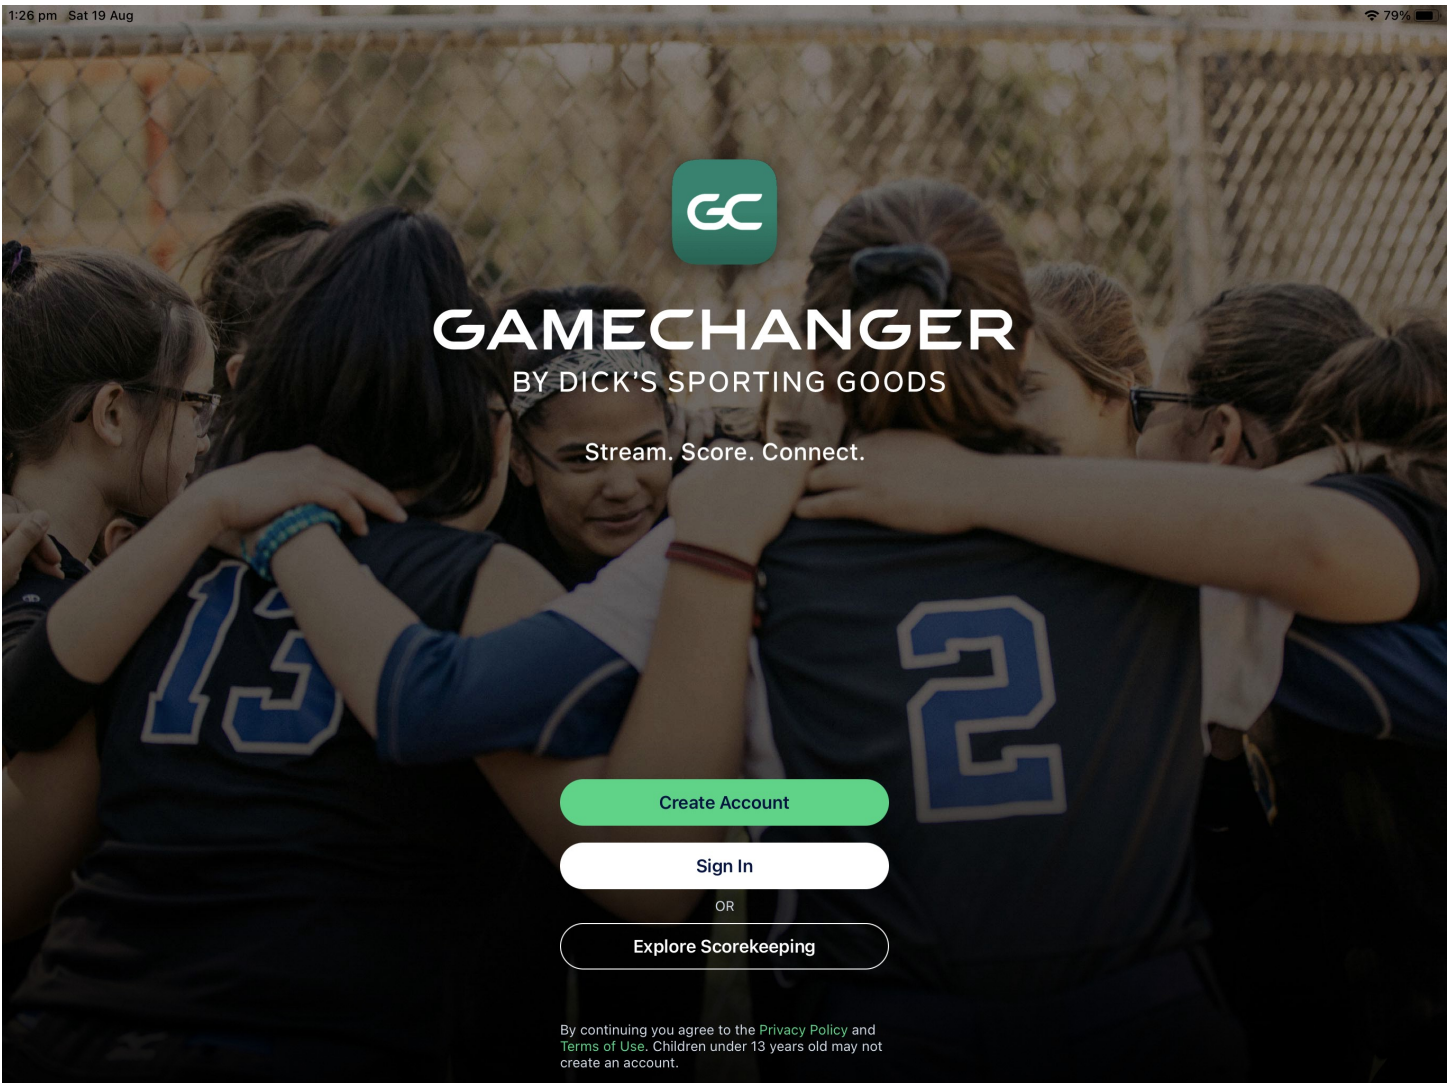 1:26 pm Sat 19 Aug
79%
GC
GAMECHANGER
BY DICK'S SPORTING GOODS
Stream. Score. Connect.
13
2
Create Account
Sign In
OR
Explore Scorekeeping
By continuing you agree to the Privacy Policy and
Terms of Use. Children under 13 years old may not
create an account.